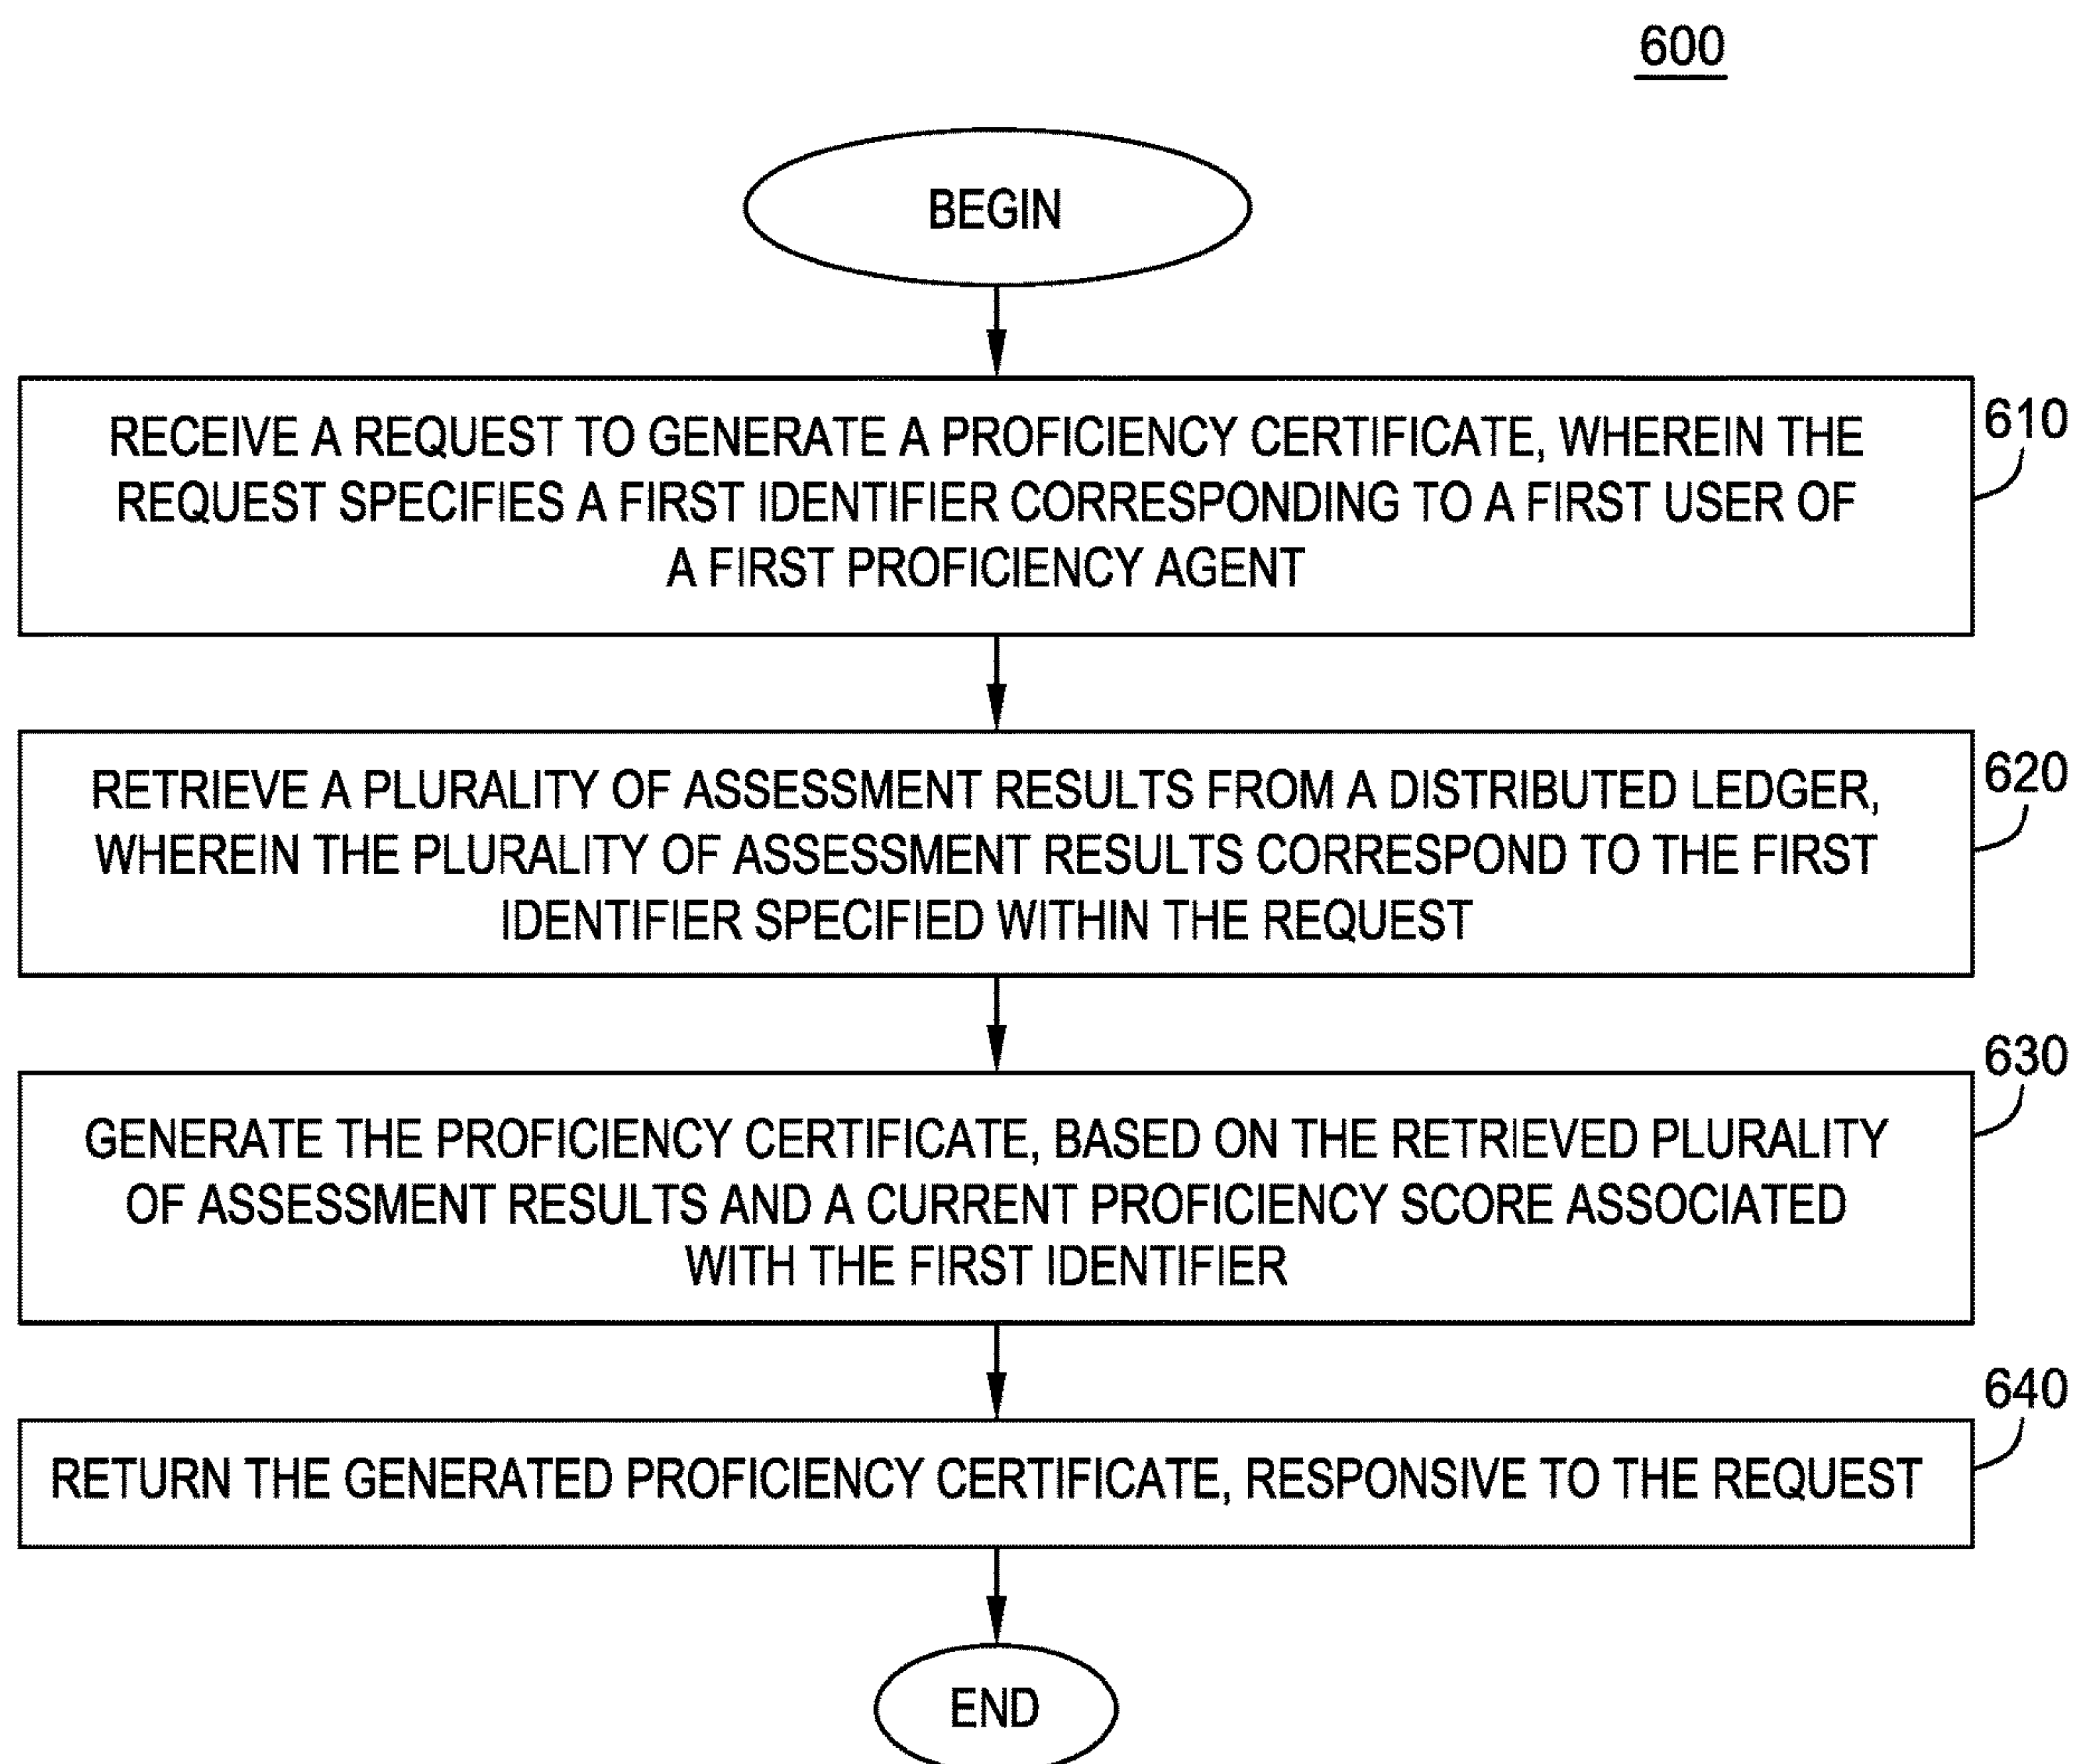 600
BEGIN
RECEIVE A REQUEST TO GENERATE A PROFICIENCY CERTIFICATE, WHEREIN THE
REQUEST SPECIFIES A FIRST IDENTIFIER CORRESPONDING TO A FIRST USER OF
A FIRST PROFICIENCY AGENT
610
RETRIEVE A PLURALITY OF ASSESSMENT RESULTS FROM A DISTRIBUTED LEDGER,
WHEREIN THE PLURALITY OF ASSESSMENT RESULTS CORRESPOND TO THE FIRST
IDENTIFIER SPECIFIED WITHIN THE REQUEST
620
GENERATE THE PROFICIENCY CERTIFICATE, BASED ON THE RETRIEVED PLURALITY
OF ASSESSMENT RESULTS AND A CURRENT PROFICIENCY SCORE ASSOCIATED
WITH THE FIRST IDENTIFIER
630
RETURN THE GENERATED PROFICIENCY CERTIFICATE, RESPONSIVE TO THE REQUEST
640
END